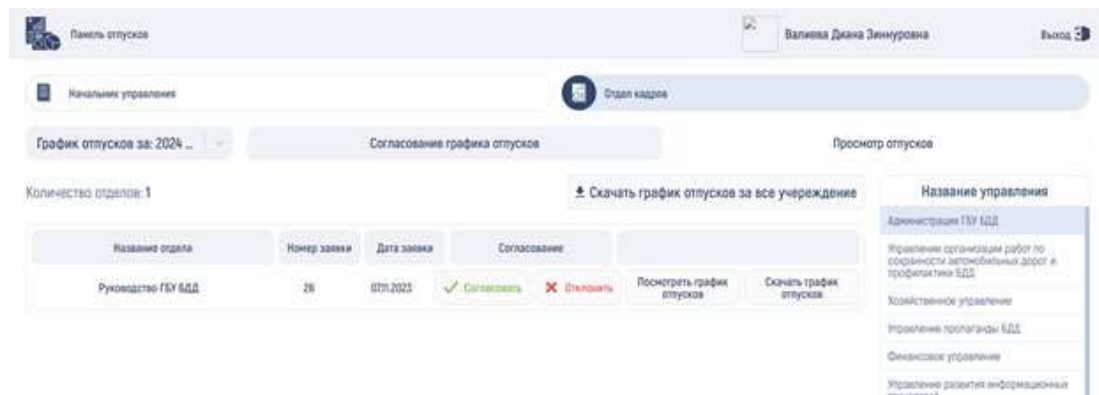 Панель отпусков
Валиева Диана Зиннуровна
Выход
Начальник управления
Отдел кадров
График отпусков за: 2024 ...
Согласование графика отпусков
Просмотр отпусков
Количество отделов: 1
Скачать график отпусков за все учереждение
Название управления
Администрация ГБУ БДД
Управление организации работ по
сохранности автомобильных дорог и
профилактики БДД
Хозяйственное управление
Управление пропаганды БДД
Финансовое управление
Управление развития информационных
Название отдела
Номер заявки
Дата заявки
Согласование
Руководство ГБУ БДД
26
07.11.2023
Согласовать
Отклонить
Посмотреть график
отпусков
Скачать график
отпусков